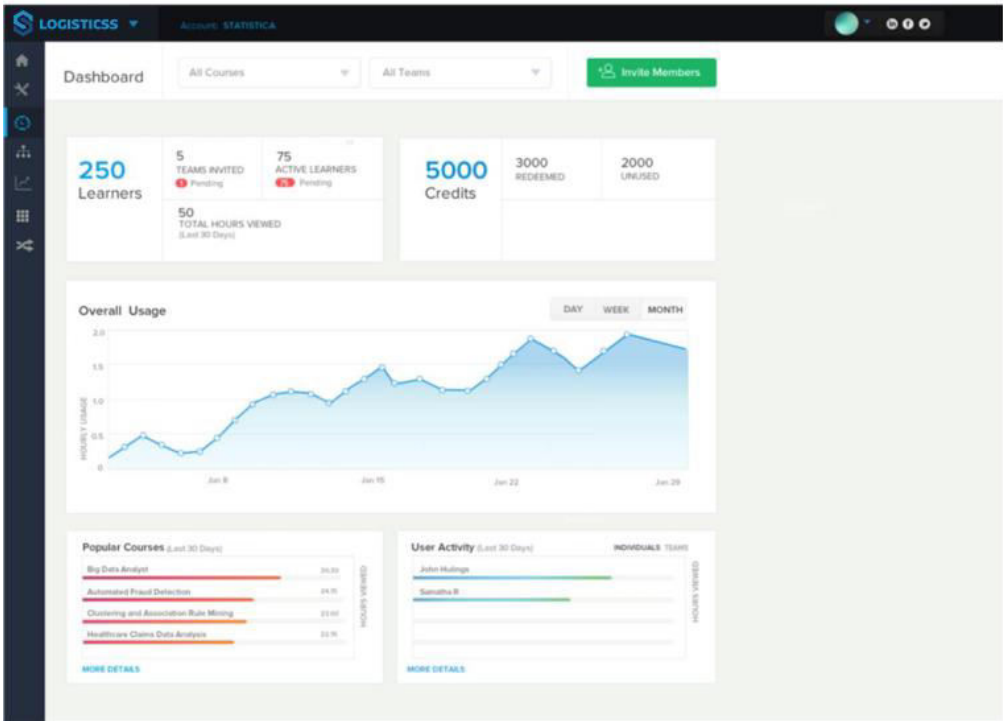 LOGISTICSS
Account: STATISTICA
Dashboard
All Courses
All Teams
Invite Members
250
Learners
5
TEAMS INVITED
Pending
75
ACTIVE LEARNERS
75 Pending
50
TOTAL HOURS VIEWED
(Last 30 Days)
5000
Credits
3000
REDEEMED
2000
UNUSED
Overall Usage
DAY WEEK MONTH
HOURLY USAGE
2.0
1.5
1.0
0.5
0
Jan 8
Jan 15
Jan 22
Jan 29
Popular Courses (Last 30 Days)
Big Data Analyst
Automated Fraud Detection
Clustering and Association Rule Mining
Healthcare Claims Data Analysis
HOURS VIEWED
MORE DETAILS
User Activity (Last 30 Days)
INDIVIDUALS TEAMS
John Hulings
Samatha R
HOURS VIEWED
MORE DETAILS